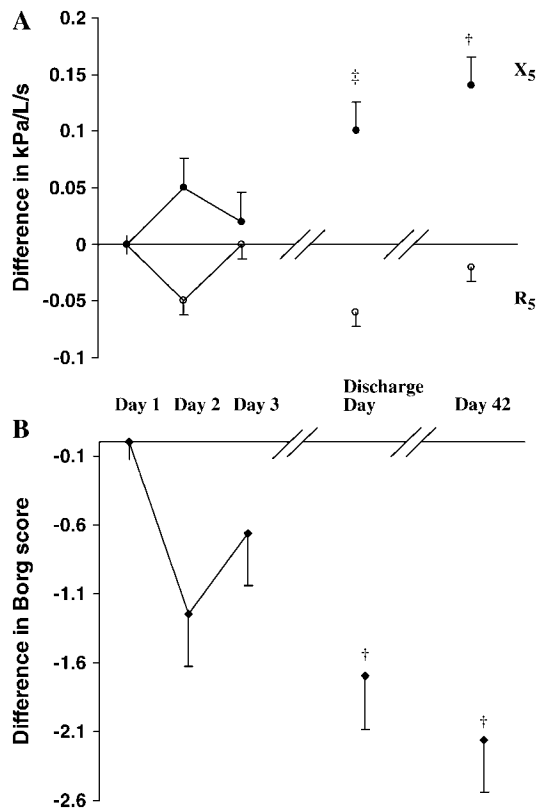 A
Difference in kPa/L/s
0.2
0.15
0.1
0.05
0
-0.05
-0.1
‡
†
X5
R5
Day 1
Day 2
Day 3
Discharge
Day
Day 42
B
Difference in Borg score
-0.1
-0.6
-1.1
-1.6
-2.1
-2.6
†
†